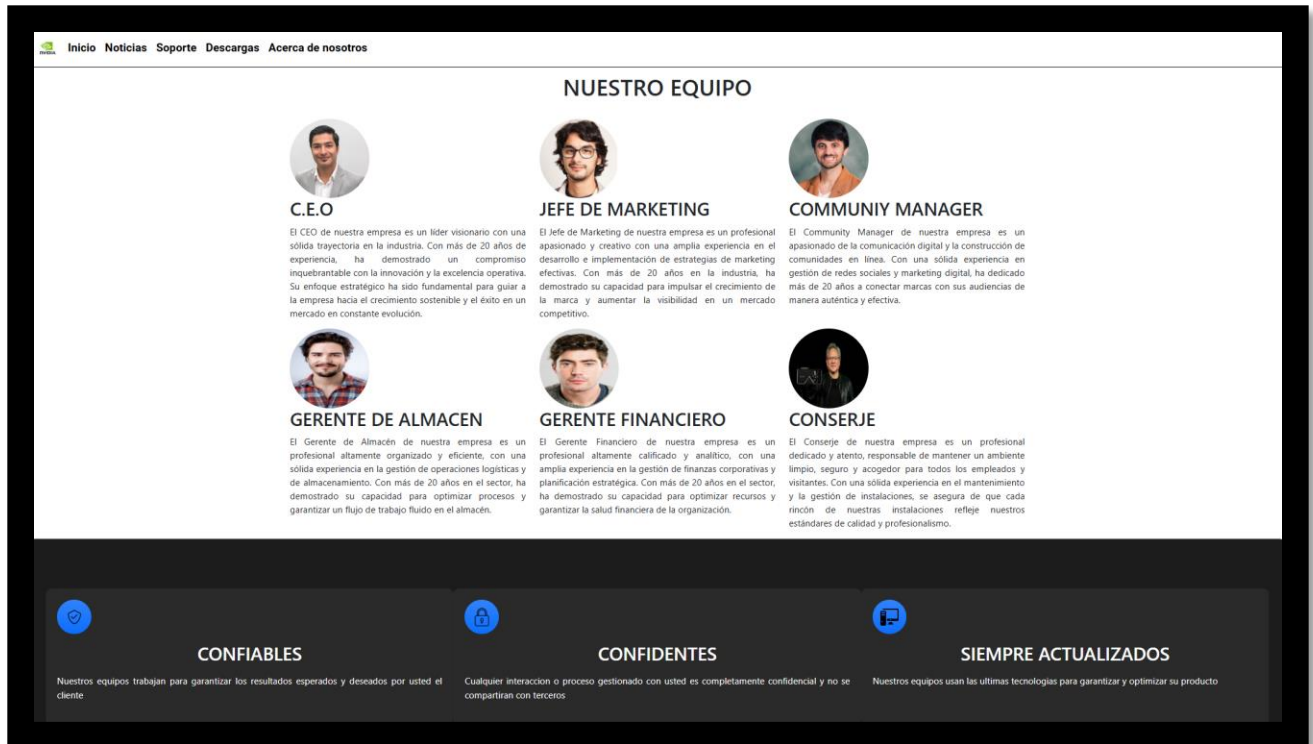 NVIDIA
Inicio Noticias Soporte Descargas Acerca de nosotros
NUESTRO EQUIPO
C.E.O
El CEO de nuestra empresa es un líder visionario con una
sólida trayectoria en la industria. Con más de 20 años de
experiencia, ha demostrado un compromiso
inquebrantable con la innovación y la excelencia operativa.
Su enfoque estratégico ha sido fundamental para guiar a
la empresa hacia el crecimiento sostenible y el éxito en un
mercado en constante evolución.
JEFE DE MARKETING
El Jefe de Marketing de nuestra empresa es un profesional
apasionado y creativo con una amplia experiencia en el
desarrollo e implementación de estrategias de marketing
efectivas. Con más de 20 años en la industria, ha
demostrado su capacidad para impulsar el crecimiento de
la marca y aumentar la visibilidad en un mercado
competitivo.
COMMUNIY MANAGER
El Community Manager de nuestra empresa es un
apasionado de la comunicación digital y la construcción de
comunidades en línea. Con una sólida experiencia en
gestión de redes sociales y marketing digital, ha dedicado
más de 20 años a conectar marcas con sus audiencias de
manera auténtica y efectiva.
GERENTE DE ALMACEN
El Gerente de Almacén de nuestra empresa es un
profesional altamente organizado y eficiente, con una
sólida experiencia en la gestión de operaciones logísticas y
de almacenamiento. Con más de 20 años en el sector, ha
demostrado su capacidad para optimizar procesos y
garantizar un flujo de trabajo fluido en el almacén.
GERENTE FINANCIERO
El Gerente Financiero de nuestra empresa es un
profesional altamente calificado y analítico, con una
amplia experiencia en la gestión de finanzas corporativas y
planificación estratégica. Con más de 20 años en el sector,
ha demostrado su capacidad para optimizar recursos y
garantizar la salud financiera de la organización.
CONSERJE
El Conserje de nuestra empresa es un profesional
dedicado y atento, responsable de mantener un ambiente
limpio, seguro y acogedor para todos los empleados y
visitantes. Con una sólida experiencia en el mantenimiento
y la gestión de instalaciones, se asegura de que cada
rincón de nuestras instalaciones refleje nuestros
estándares de calidad y profesionalismo.
CONFIABLES
Nuestros equipos trabajan para garantizar los resultados esperados y deseados por usted el
cliente
CONFIDENTES
Cualquier interaccion o proceso gestionado con usted es completamente confidencial y no se
compartiran con terceros
SIEMPRE ACTUALIZADOS
Nuestros equipos usan las ultimas tecnologias para garantizar y optimizar su producto